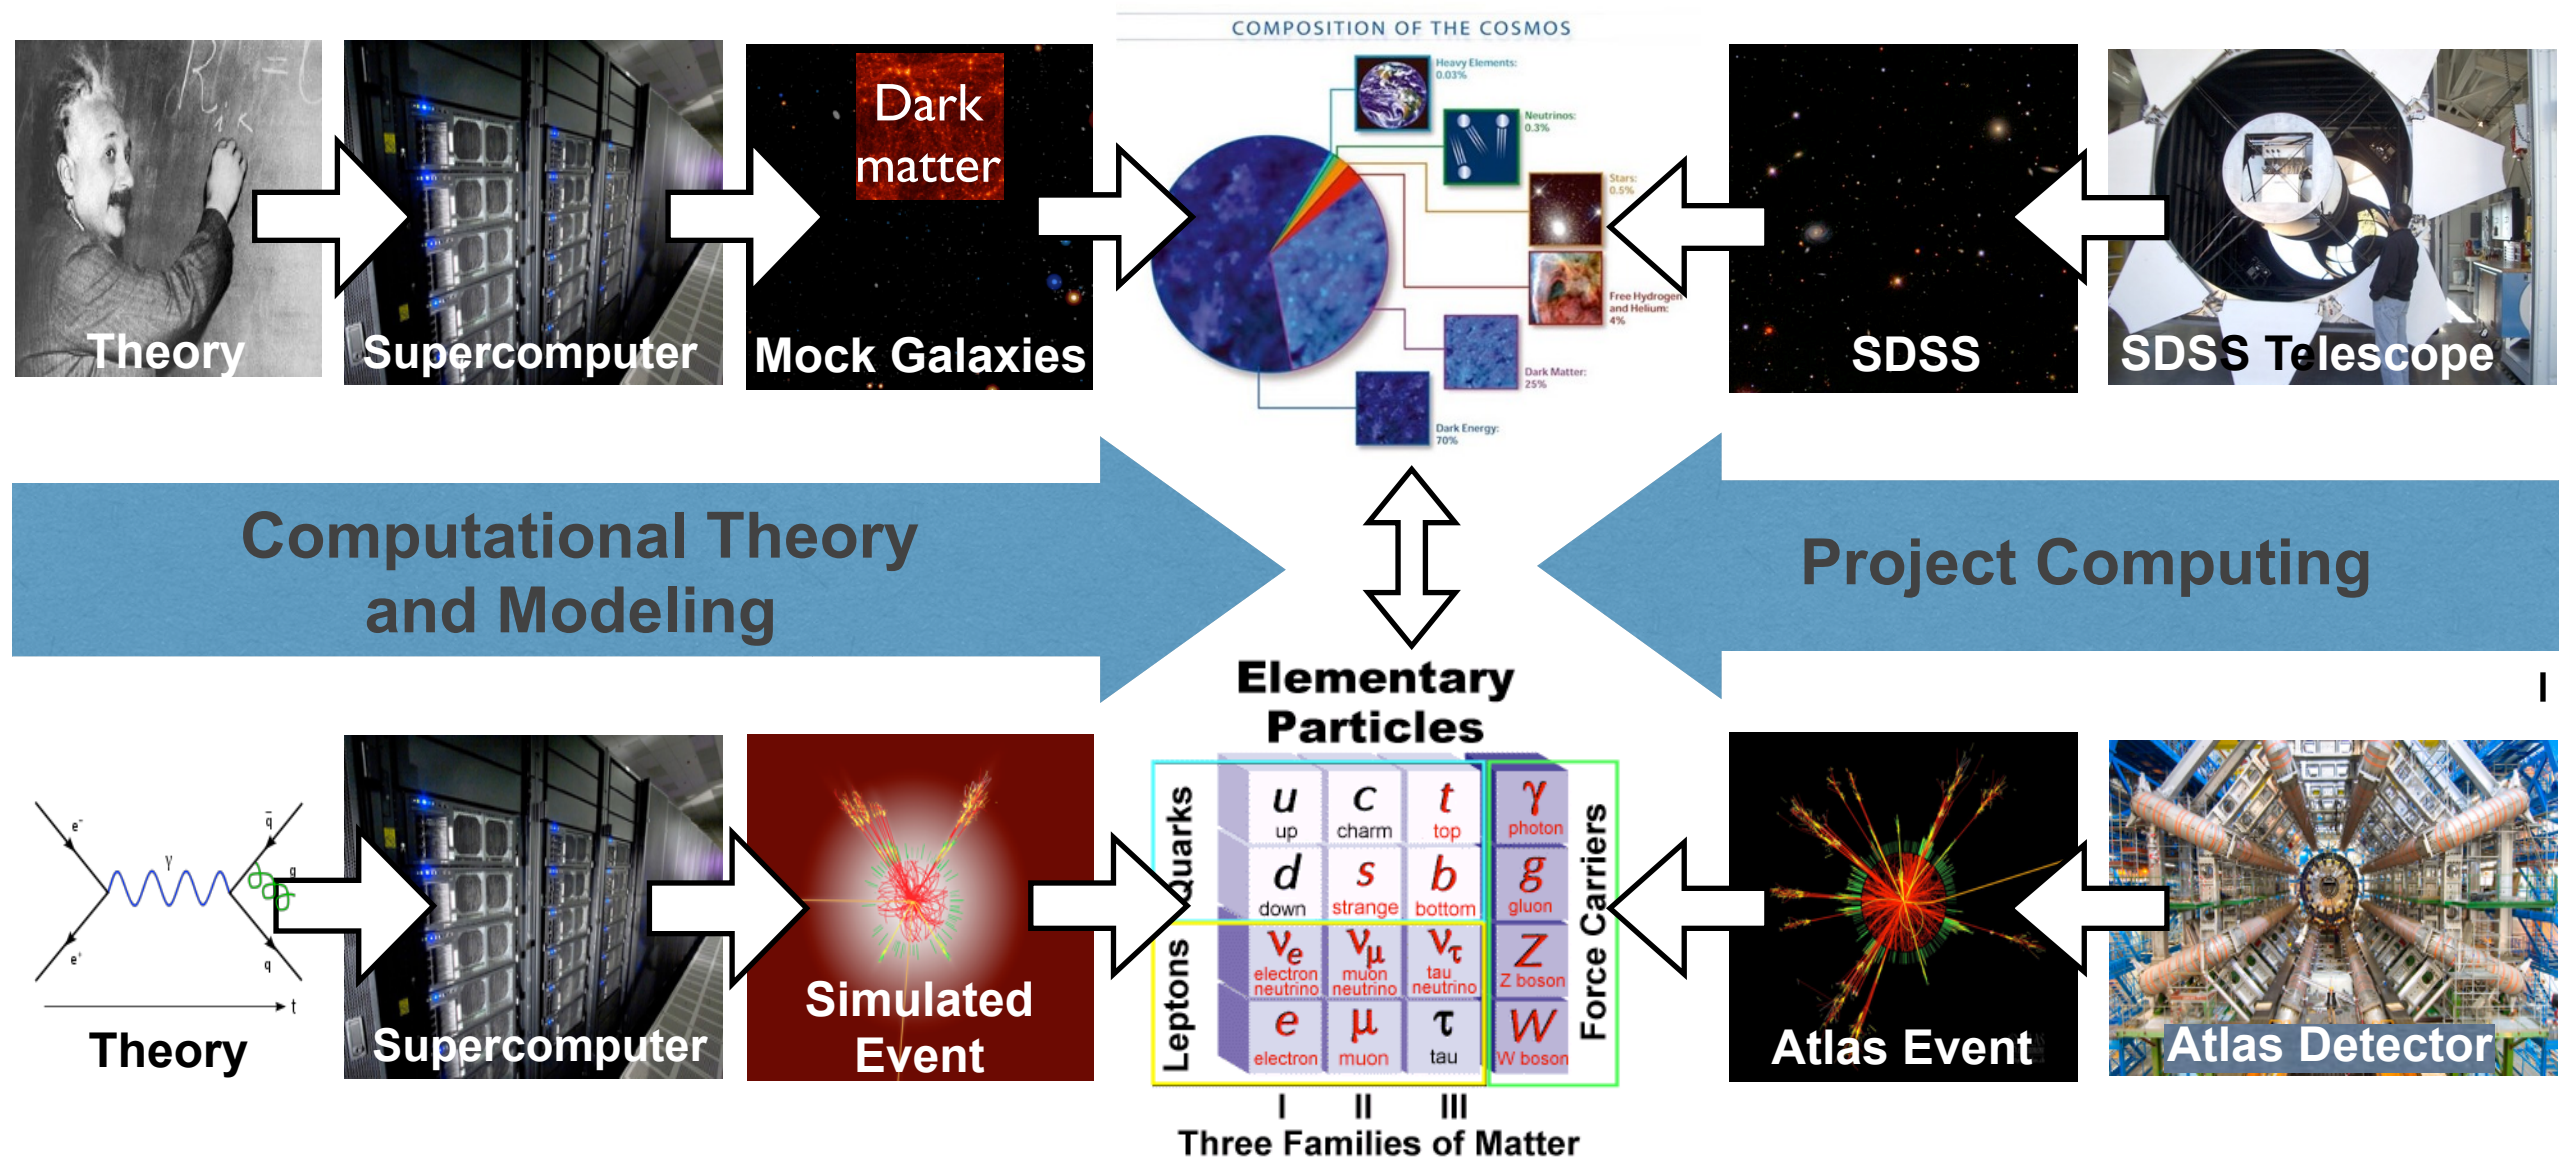 COMPOSITION OF THE COSMOS
Theory
Supercomputer
Dark
matter
Mock Galaxies
Heavy Elements:
0.03%
Neutrinos:
0.3%
Stars:
0.5%
Free Hydrogen
and Helium:
4%
Dark Matter:
25%
Dark Energy:
70%
SDSS
SDSS Telescope
Computational Theory
and Modeling
Project Computing
I
e⁻
e⁺
γ
q̅
g
q
t
Theory
Supercomputer
Simulated
Event
Elementary
Particles
Quarks
Leptons
u
up
c
charm
t
top
γ
photon
d
down
s
strange
b
bottom
g
gluon
νe
electron
neutrino
νμ
muon
neutrino
ντ
tau
neutrino
Z
Z boson
e
electron
μ
muon
τ
tau
W
W boson
Force Carriers
I II III
Three Families of Matter
Atlas Event
Atlas Detector